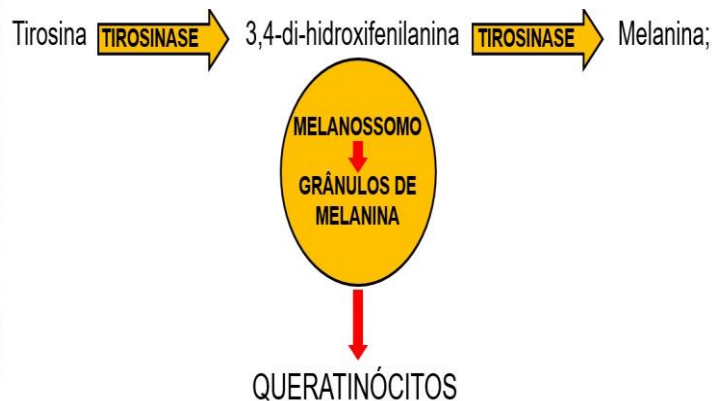 Tirosina TIROSINASE 3,4-di-hidroxifenilanina TIROSINASE Melanina;
MELANOSSOMO
GRÂNULOS DE
MELANINA
QUERATINÓCITOS